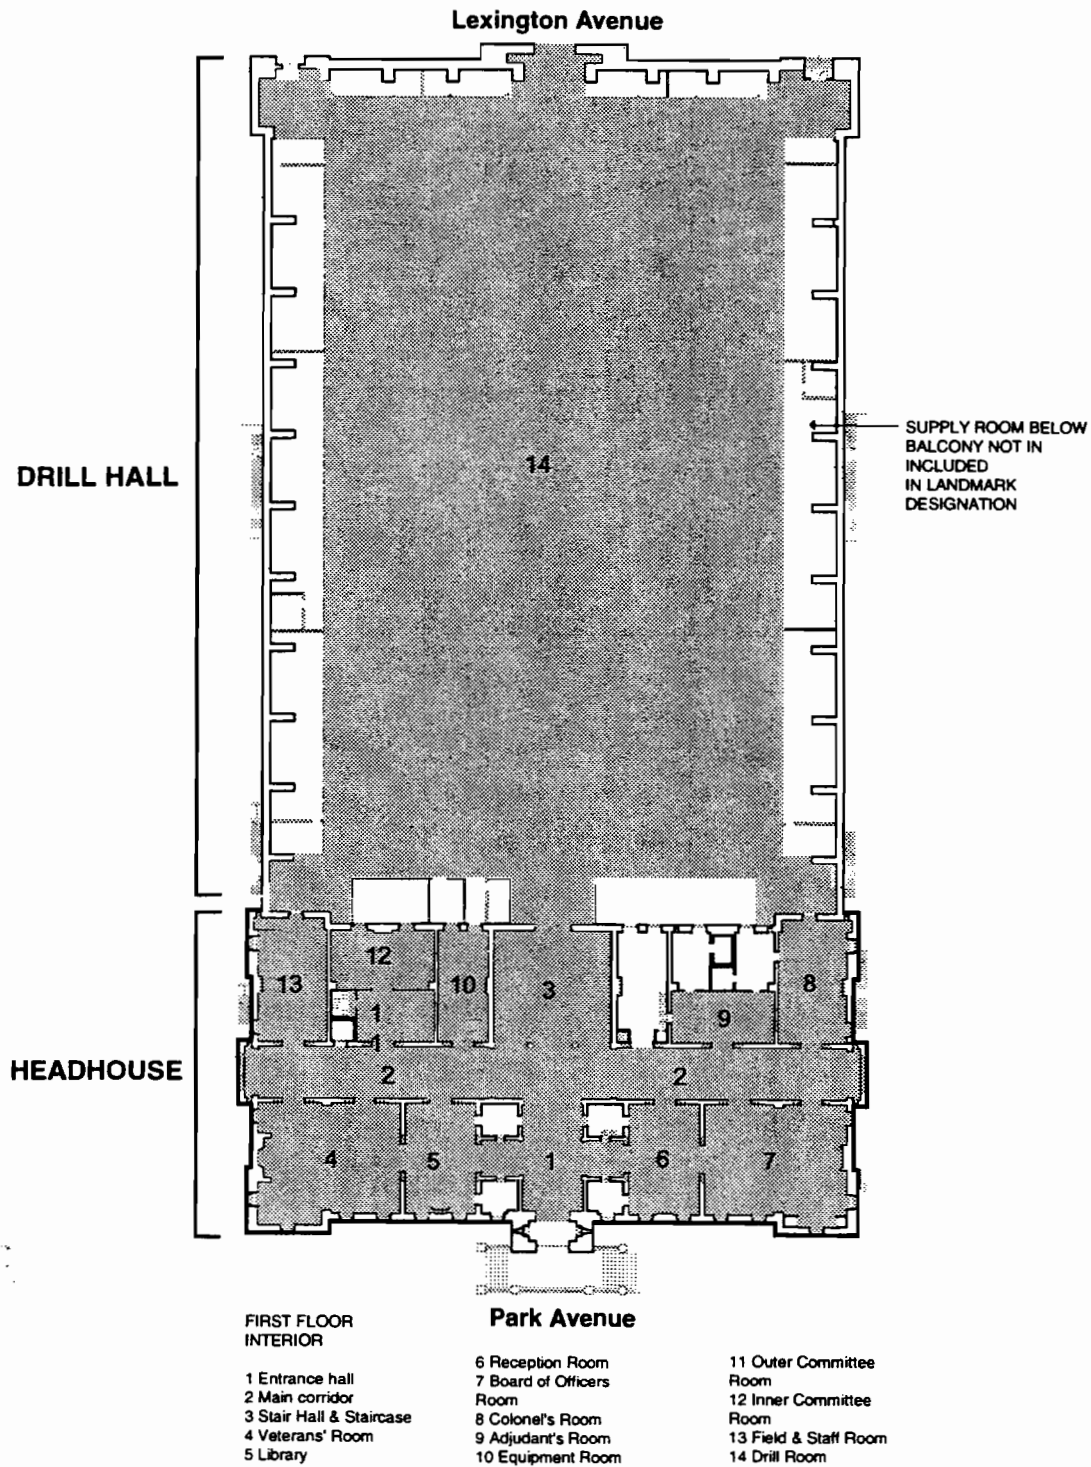 Lexington Avenue
DRILL HALL
14
SUPPLY ROOM BELOW
BALCONY NOT IN
INCLUDED
IN LANDMARK
DESIGNATION
HEADHOUSE
13
12
1
1
10
3
9
8
2
2
4
5
1
6
7
Park Avenue
FIRST FLOOR
INTERIOR
1 Entrance hall
2 Main corridor
3 Stair Hall & Staircase
4 Veterans' Room
5 Library
6 Reception Room
7 Board of Officers
Room
8 Colonel's Room
9 Adjudant's Room
10 Equipment Room
11 Outer Committee
Room
12 Inner Committee
Room
13 Field & Staff Room
14 Drill Room